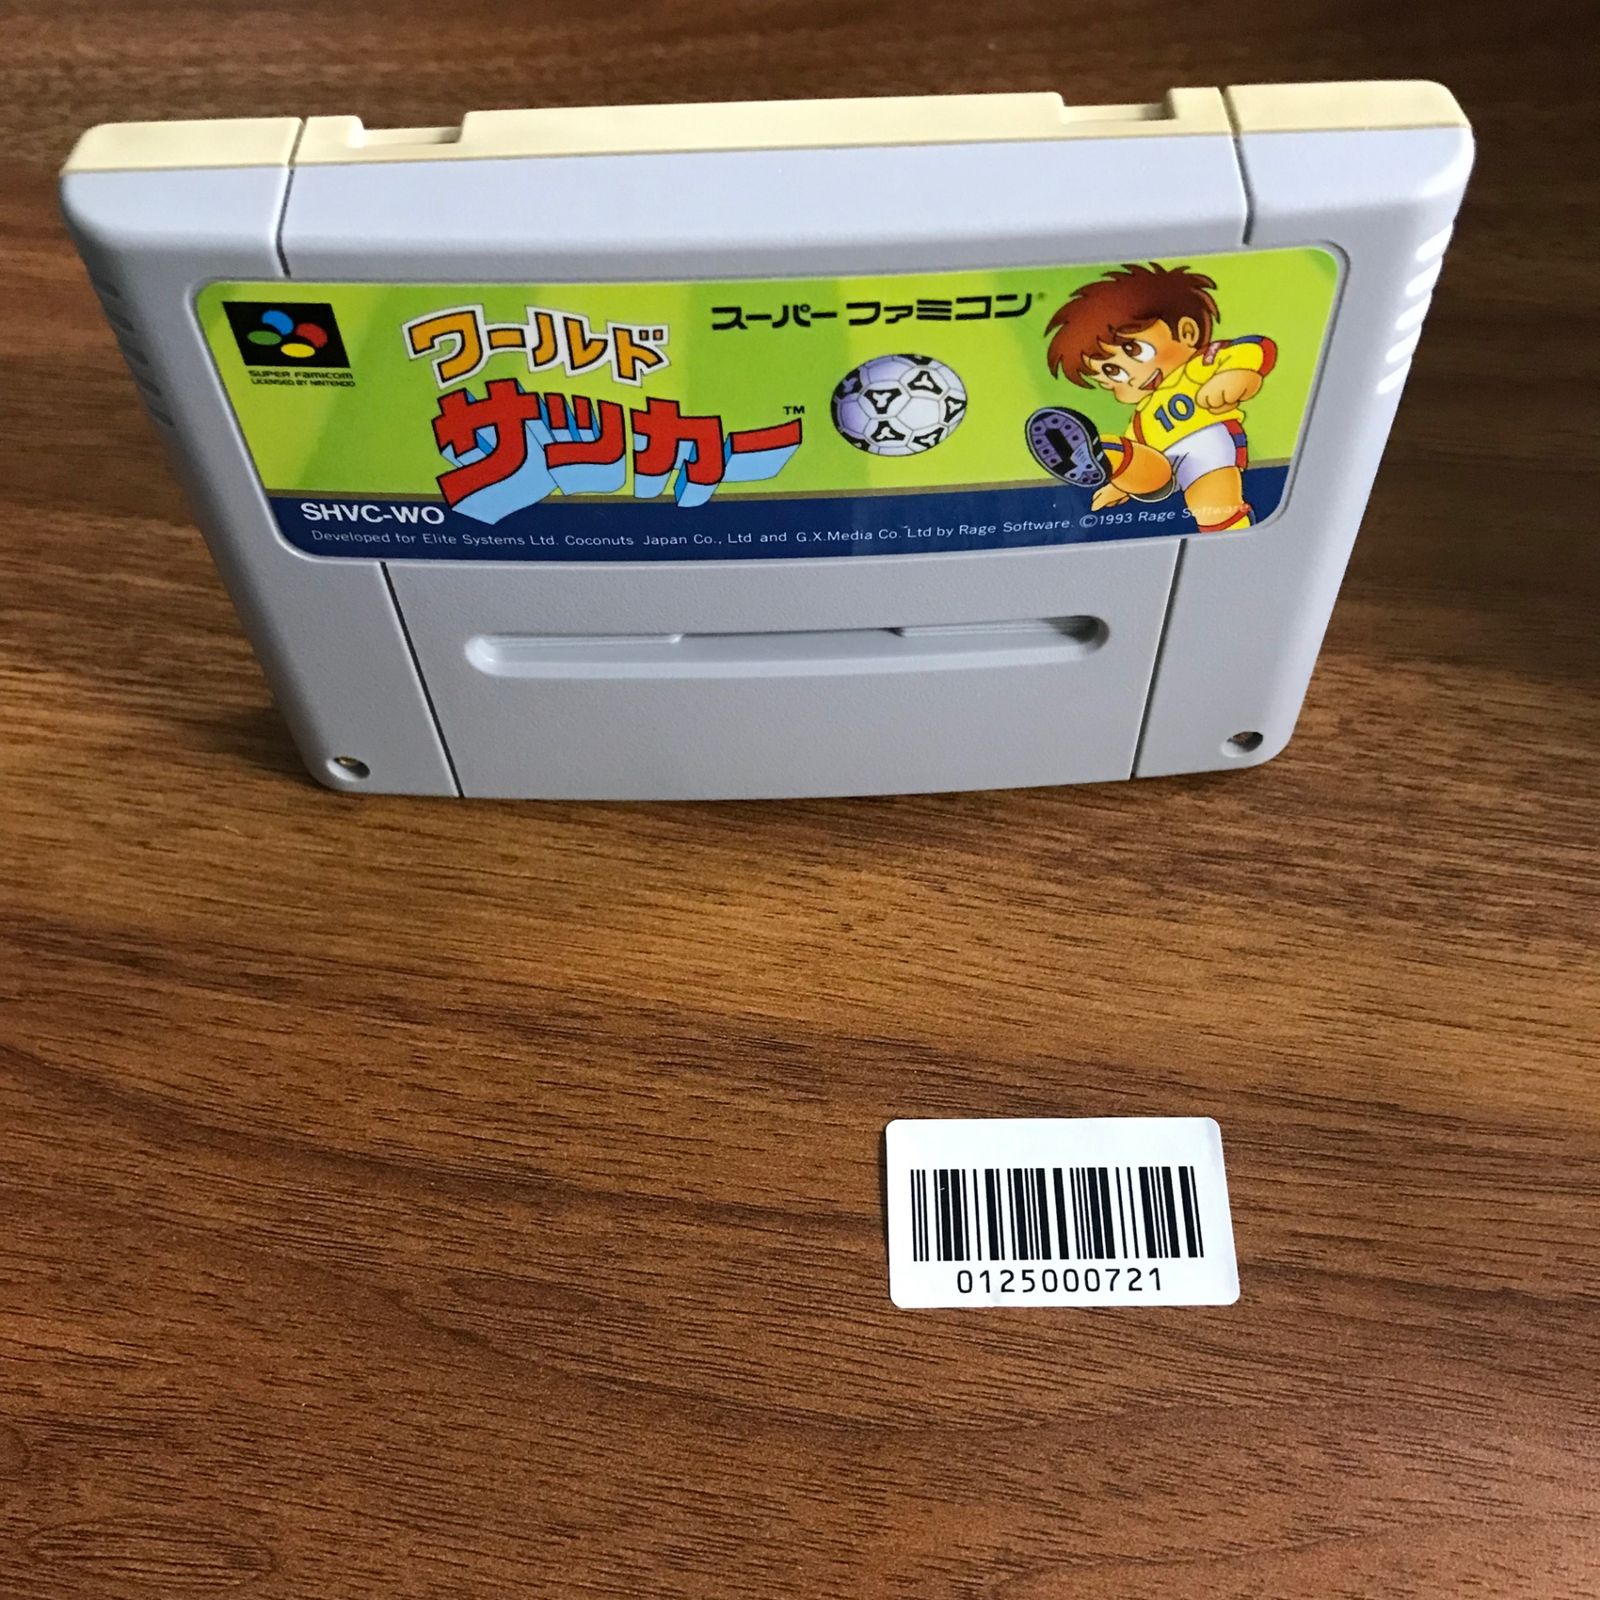 スーパーファミコン
ワールド
サッカー™
SUPER FAMICOM
LICENSED BY NINTENDO
10
SHVC-WO
Developed for Elite Systems Ltd. Coconuts Japan Co., Ltd and G.X.Media Co. Ltd by Rage Software. ©1993 Rage Software.
0125000721